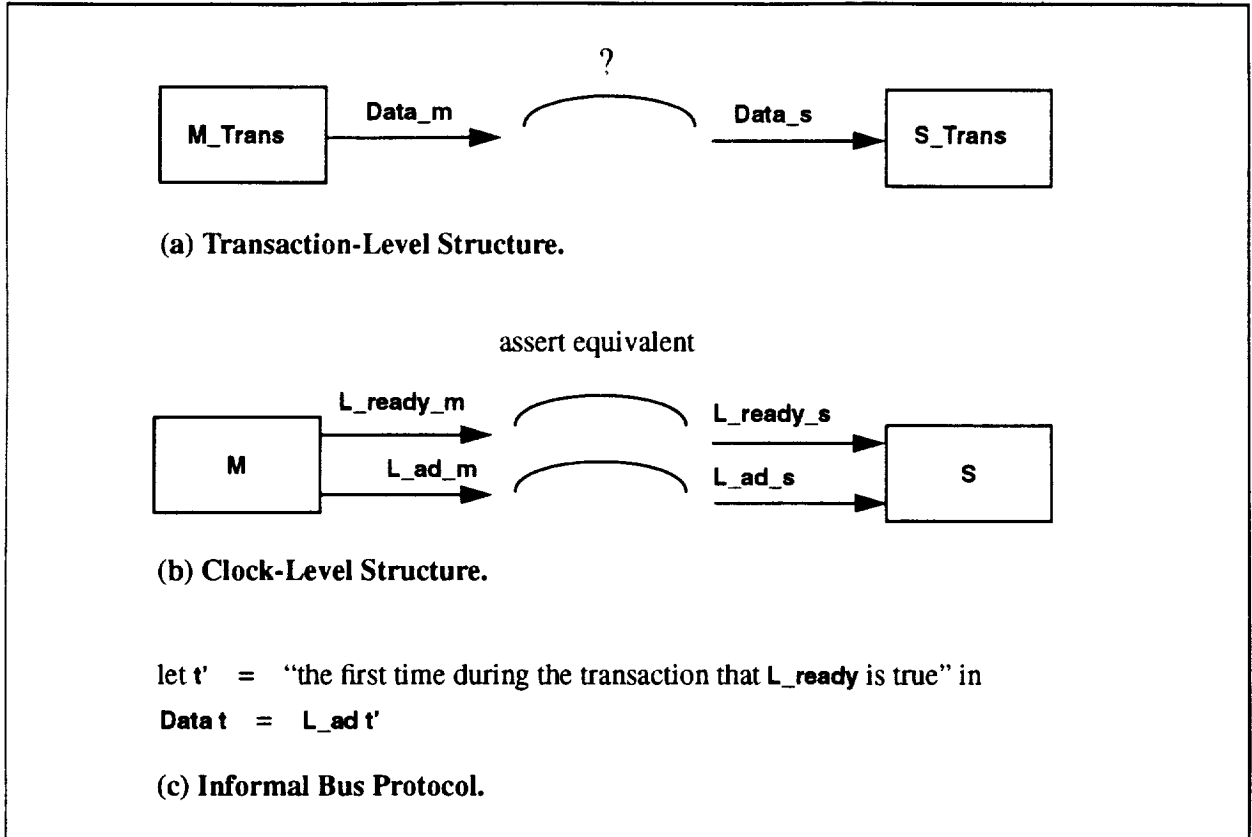 ?
M_Trans Data_m Data_s S_Trans
(a) Transaction-Level Structure.
assert equivalent
L_ready_m L_ready_s
M L_ad_m L_ad_s S
(b) Clock-Level Structure.
let t' = “the first time during the transaction that L_ready is true” in
Data t = L_ad t'
(c) Informal Bus Protocol.